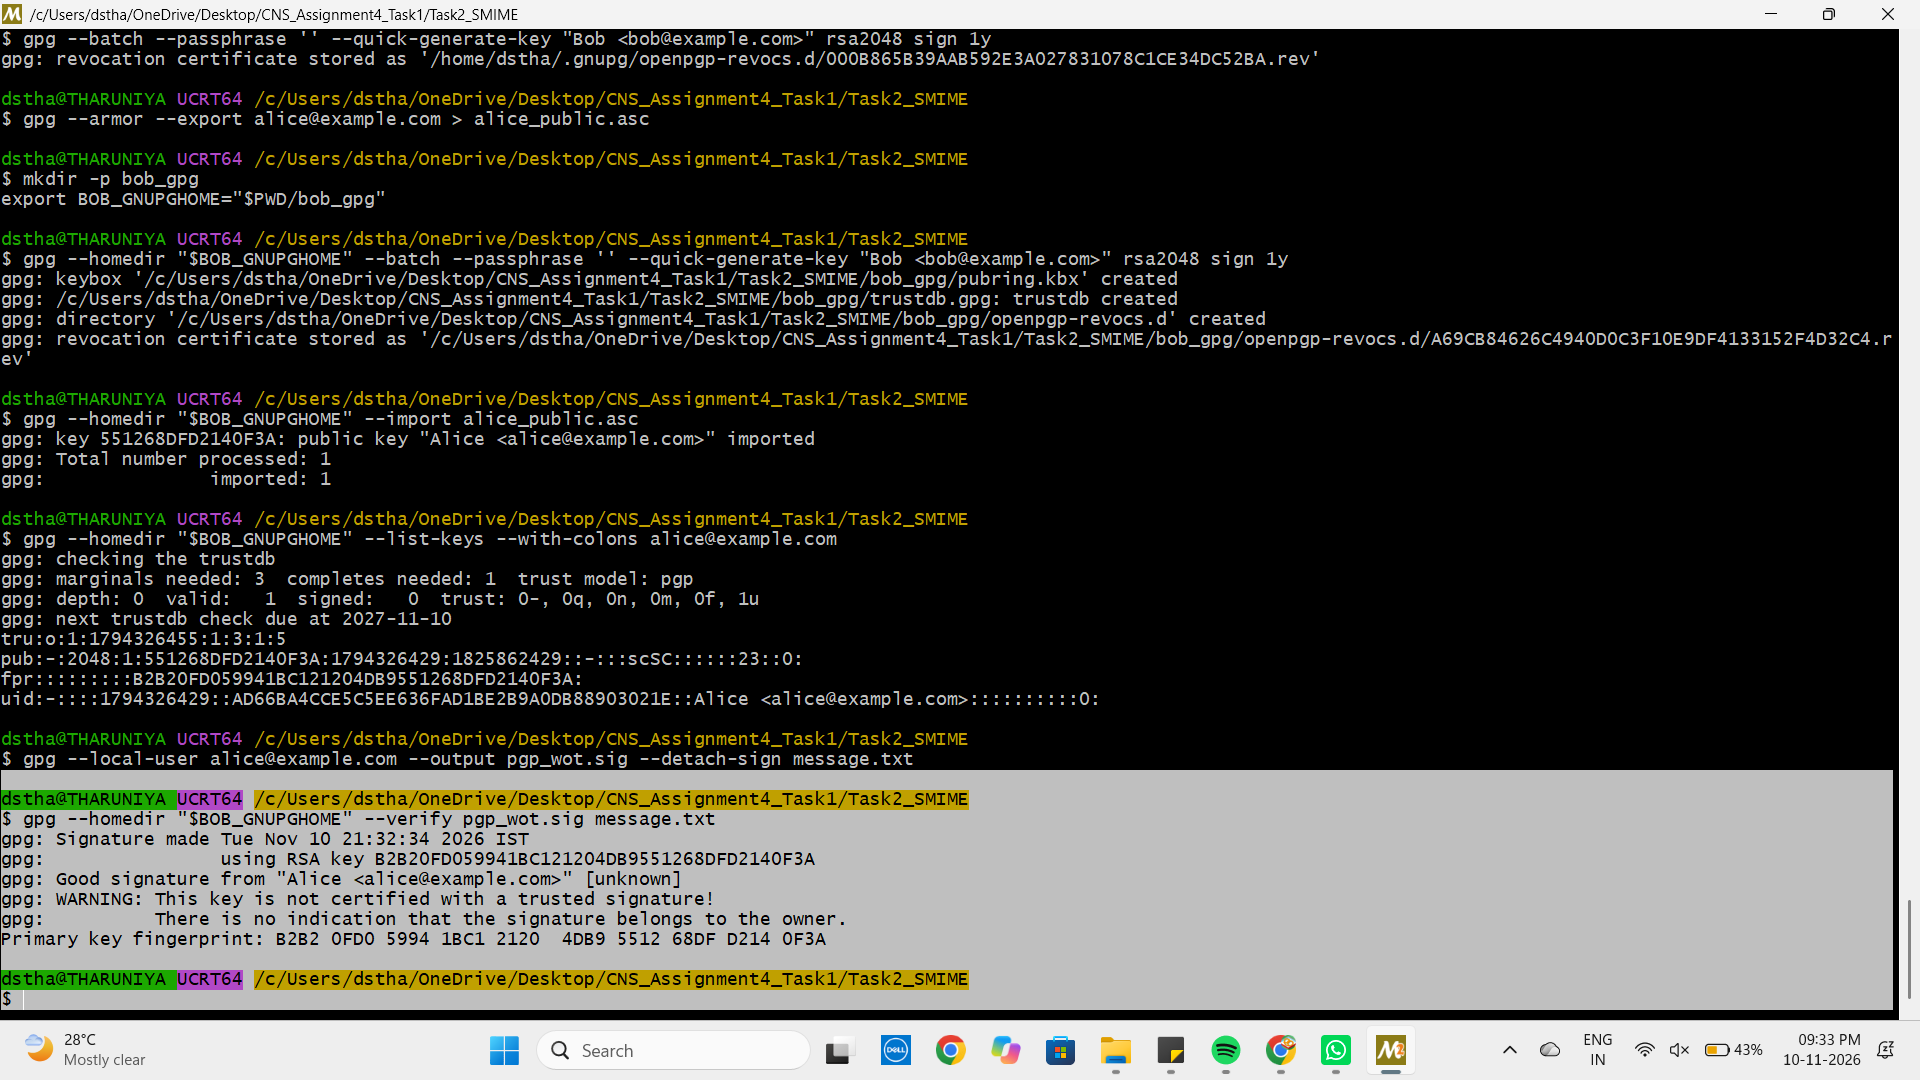 /c/Users/dstha/OneDrive/Desktop/CNS_Assignment4_Task1/Task2_SMIME
$ gpg --batch --passphrase '' --quick-generate-key "Bob <bob@example.com>" rsa2048 sign 1y
gpg: revocation certificate stored as '/home/dstha/.gnupg/openpgp-revocs.d/000B865B39AAB592E3A027831078C1CE34DC52BA.rev'
dstha@THARUNIYA UCRT64 /c/Users/dstha/OneDrive/Desktop/CNS_Assignment4_Task1/Task2_SMIME
$ gpg --armor --export alice@example.com > alice_public.asc
dstha@THARUNIYA UCRT64 /c/Users/dstha/OneDrive/Desktop/CNS_Assignment4_Task1/Task2_SMIME
$ mkdir -p bob_gpg
export BOB_GNUPGHOME="$PWD/bob_gpg"
dstha@THARUNIYA UCRT64 /c/Users/dstha/OneDrive/Desktop/CNS_Assignment4_Task1/Task2_SMIME
$ gpg --homedir "$BOB_GNUPGHOME" --batch --passphrase '' --quick-generate-key "Bob <bob@example.com>" rsa2048 sign 1y
gpg: keybox '/c/Users/dstha/OneDrive/Desktop/CNS_Assignment4_Task1/Task2_SMIME/bob_gpg/pubring.kbx' created
gpg: /c/Users/dstha/OneDrive/Desktop/CNS_Assignment4_Task1/Task2_SMIME/bob_gpg/trustdb.gpg: trustdb created
gpg: directory '/c/Users/dstha/OneDrive/Desktop/CNS_Assignment4_Task1/Task2_SMIME/bob_gpg/openpgp-revocs.d' created
gpg: revocation certificate stored as '/c/Users/dstha/OneDrive/Desktop/CNS_Assignment4_Task1/Task2_SMIME/bob_gpg/openpgp-revocs.d/A69CB84626C4940D0C3F10E9DF4133152F4D32C4.r
ev'
dstha@THARUNIYA UCRT64 /c/Users/dstha/OneDrive/Desktop/CNS_Assignment4_Task1/Task2_SMIME
$ gpg --homedir "$BOB_GNUPGHOME" --import alice_public.asc
gpg: key 551268DFD2140F3A: public key "Alice <alice@example.com>" imported
gpg: Total number processed: 1
gpg:               imported: 1
dstha@THARUNIYA UCRT64 /c/Users/dstha/OneDrive/Desktop/CNS_Assignment4_Task1/Task2_SMIME
$ gpg --homedir "$BOB_GNUPGHOME" --list-keys --with-colons alice@example.com
gpg: checking the trustdb
gpg: marginals needed: 3  completes needed: 1  trust model: pgp
gpg: depth: 0  valid:   1  signed:   0  trust: 0-, 0q, 0n, 0m, 0f, 1u
gpg: next trustdb check due at 2027-11-10
tru:o:1:1794326455:1:3:1:5
pub:-:2048:1:551268DFD2140F3A:1794326429:1825862429::-:::scSC::::::23::0:
fpr:::::::::B2B20FD059941BC121204DB9551268DFD2140F3A:
uid:-::::1794326429::AD66BA4CCE5C5EE636FAD1BE2B9A0DB88903021E::Alice <alice@example.com>::::::::::0:
dstha@THARUNIYA UCRT64 /c/Users/dstha/OneDrive/Desktop/CNS_Assignment4_Task1/Task2_SMIME
$ gpg --local-user alice@example.com --output pgp_wot.sig --detach-sign message.txt
dstha@THARUNIYA UCRT64 /c/Users/dstha/OneDrive/Desktop/CNS_Assignment4_Task1/Task2_SMIME
$ gpg --homedir "$BOB_GNUPGHOME" --verify pgp_wot.sig message.txt
gpg: Signature made Tue Nov 10 21:32:34 2026 IST
gpg:                using RSA key B2B20FD059941BC121204DB9551268DFD2140F3A
gpg: Good signature from "Alice <alice@example.com>" [unknown]
gpg: WARNING: This key is not certified with a trusted signature!
gpg:          There is no indication that the signature belongs to the owner.
Primary key fingerprint: B2B2 0FD0 5994 1BC1 2120  4DB9 5512 68DF D214 0F3A
dstha@THARUNIYA UCRT64 /c/Users/dstha/OneDrive/Desktop/CNS_Assignment4_Task1/Task2_SMIME
$
28°C
Mostly clear
Search
DELL
ENG
IN
43%
09:33 PM
10-11-2026